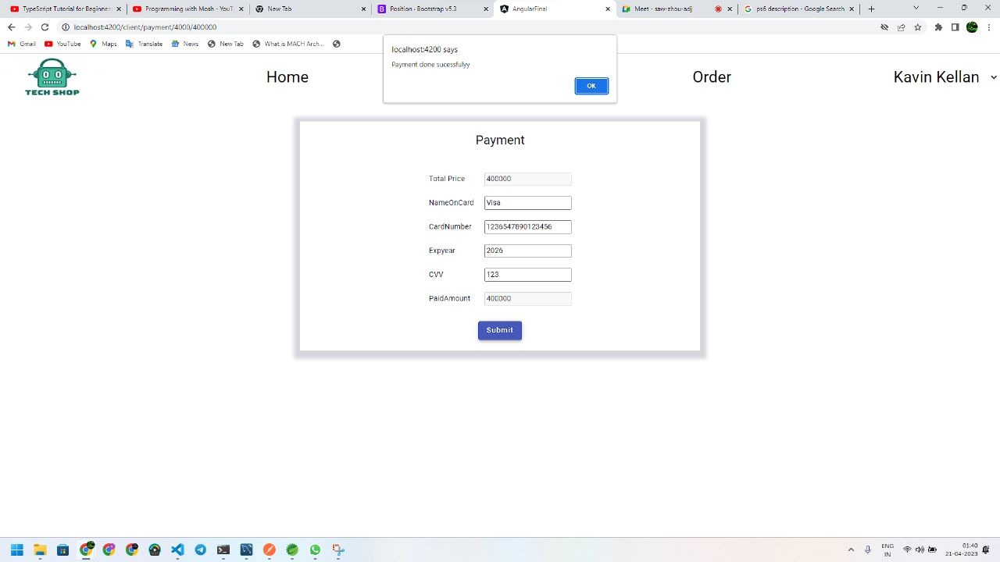 TypeScript Tutorial for Beginners
Programming with Mosh - YouT
New Tab
Position · Bootstrap v5.3
AngularFinal
Meet - saw-zhou-adj
ps6 description - Google Search
localhost:4200/client/payment/4000/400000
Gmail
YouTube
Maps
Translate
News
New Tab
What is MACH Arch...
localhost:4200 says
Payment done sucessfulyy
OK
TECH SHOP
Home
Order
Kavin Kellan
Payment
Total Price
400000
NameOnCard
Visa
CardNumber
1236547890123456
Expyear
2026
CVV
123
PaidAmount
400000
Submit
ENG
IN
01:40
21-04-2023